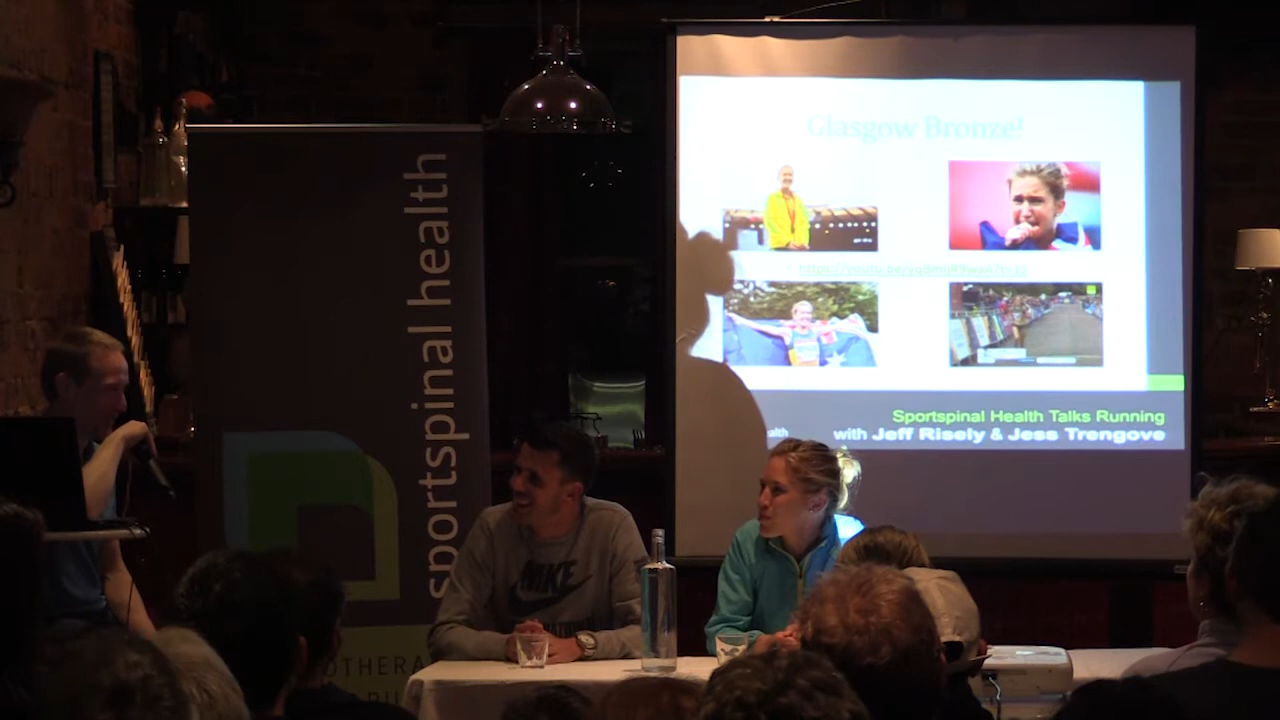 Glasgow Bronze!
Sportspinal Health Talks Running
with Jeff Risely & Jess Trengove
sportspinal health
NIKE